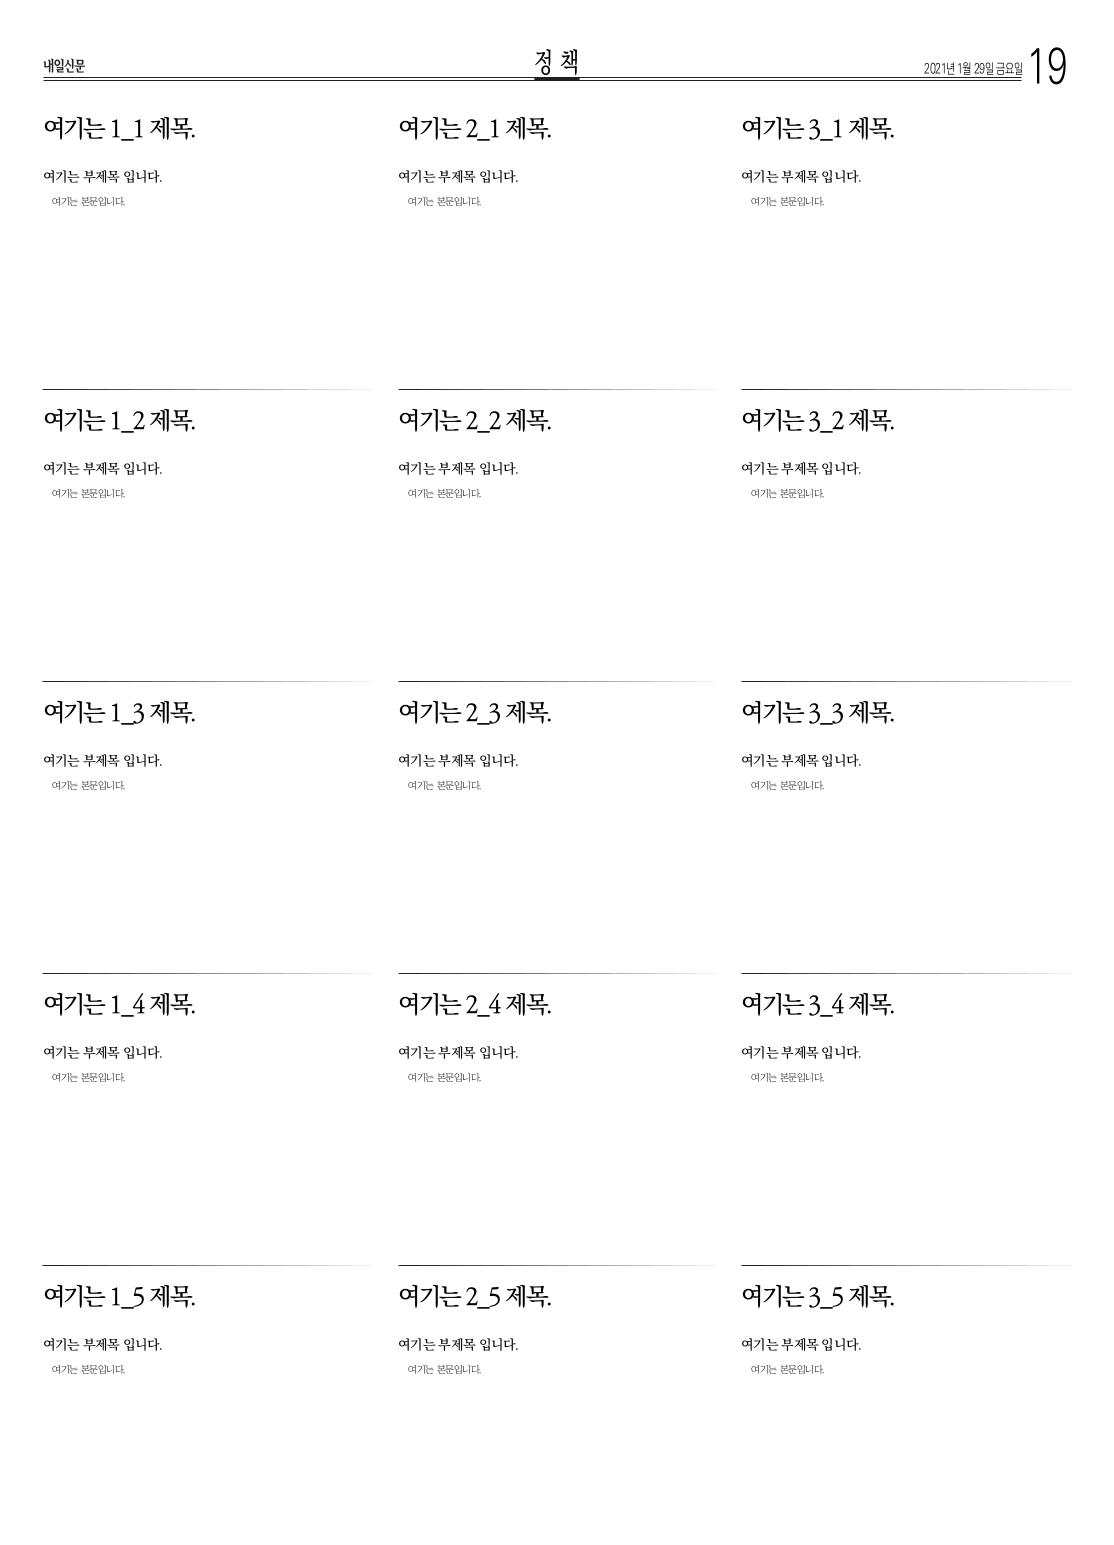 내일신문
정 책
2021년 1월 29일 금요일
19
여기는 1_1 제목.
여기는 부제목 입니다.
여기는 본문입니다.
여기는 1_2 제목.
여기는 부제목 입니다.
여기는 본문입니다.
여기는 1_3 제목.
여기는 부제목 입니다.
여기는 본문입니다.
여기는 1_4 제목.
여기는 부제목 입니다.
여기는 본문입니다.
여기는 1_5 제목.
여기는 부제목 입니다.
여기는 본문입니다.
여기는 2_1 제목.
여기는 부제목 입니다.
여기는 본문입니다.
여기는 2_2 제목.
여기는 부제목 입니다.
여기는 본문입니다.
여기는 2_3 제목.
여기는 부제목 입니다.
여기는 본문입니다.
여기는 2_4 제목.
여기는 부제목 입니다.
여기는 본문입니다.
여기는 2_5 제목.
여기는 부제목 입니다.
여기는 본문입니다.
여기는 3_1 제목.
여기는 부제목 입니다.
여기는 본문입니다.
여기는 3_2 제목.
여기는 부제목 입니다.
여기는 본문입니다.
여기는 3_3 제목.
여기는 부제목 입니다.
여기는 본문입니다.
여기는 3_4 제목.
여기는 부제목 입니다.
여기는 본문입니다.
여기는 3_5 제목.
여기는 부제목 입니다.
여기는 본문입니다.